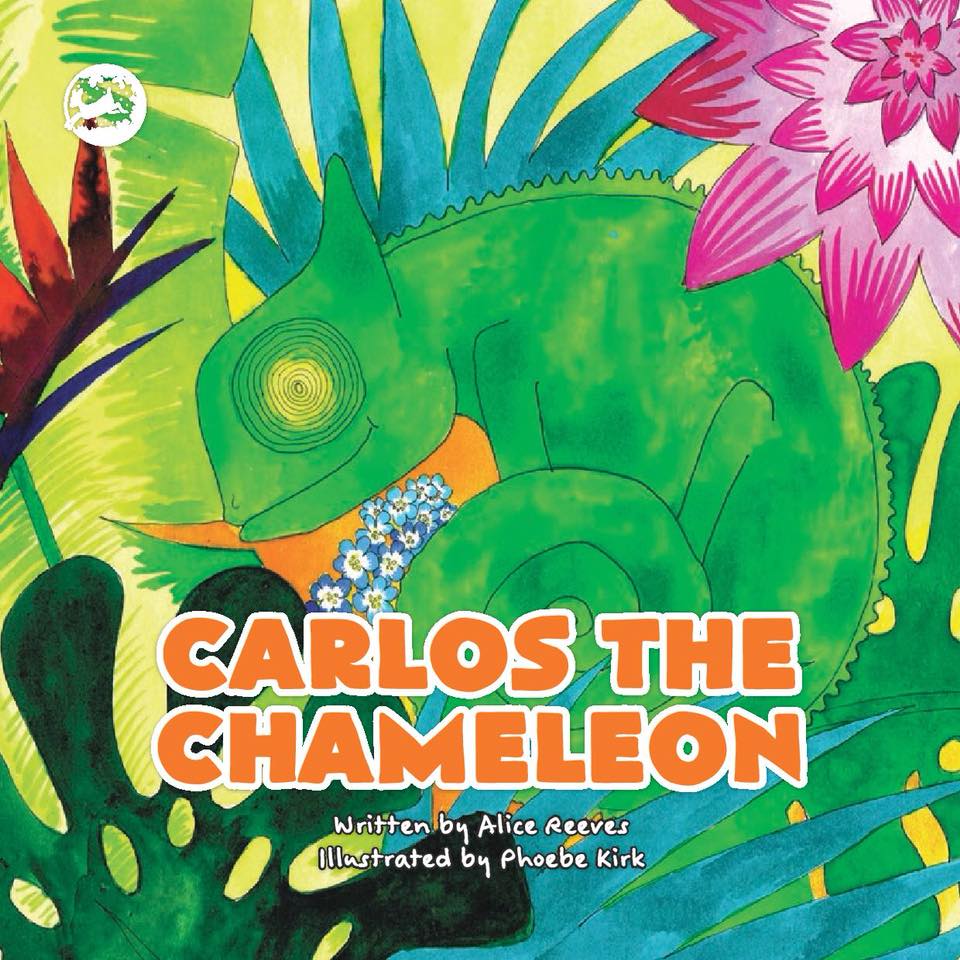 CARLOS THE
CHAMELEON
Written by Alice Reeves
Illustrated by Phoebe Kirk